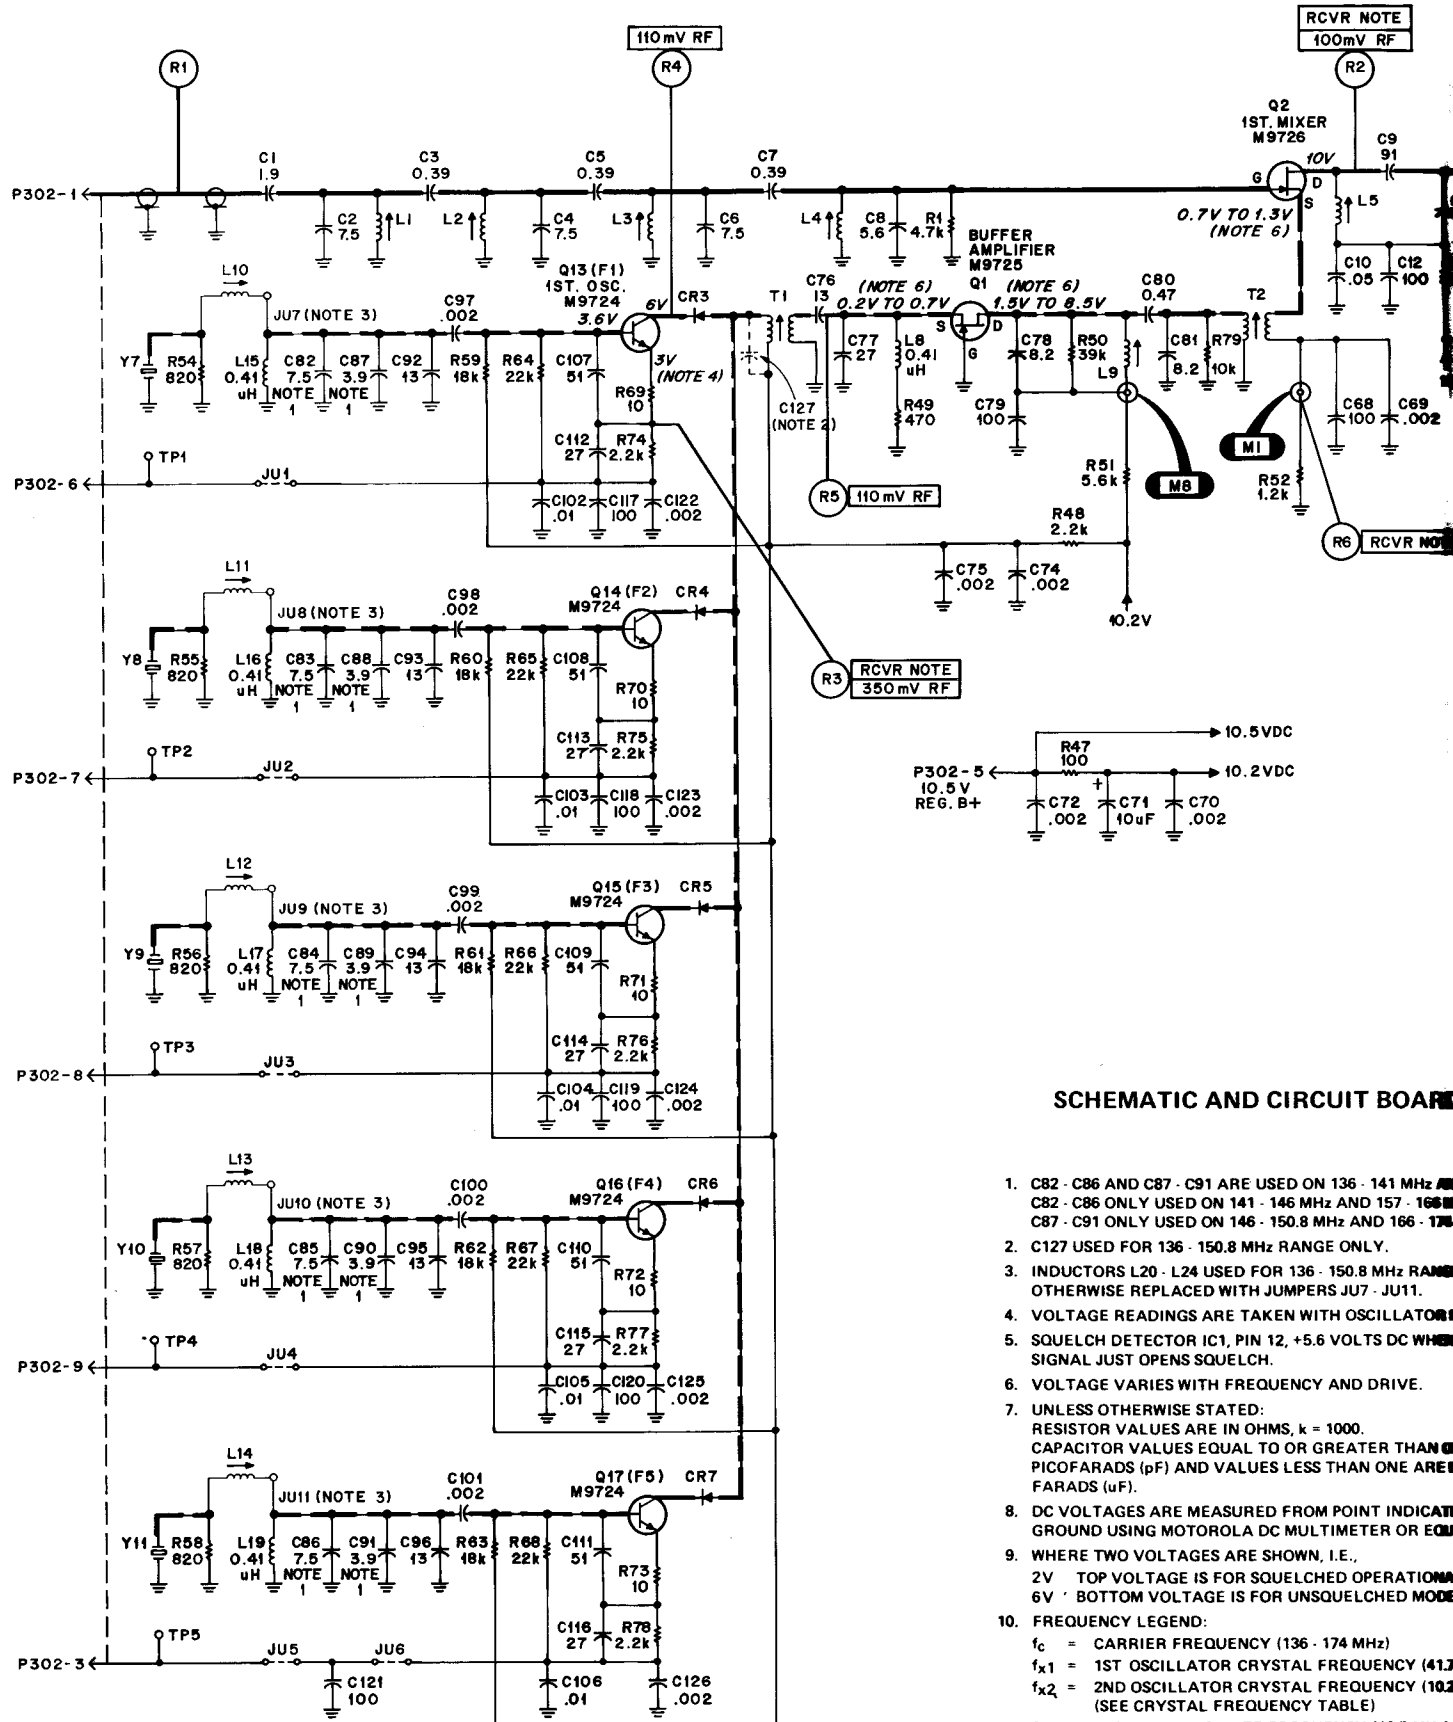 110mV RF
RCVR NOTE
100mV RF
R1
R4
R2
Q2
1ST. MIXER
M9726
C1
1.9
C3
0.39
C5
0.39
C7
0.39
C9
91
10V
P302-1
G
D
S
C2
7.5
L1
L2
C4
7.5
L3
C6
7.5
L4
C8
5.6
R1
4.7k
0.7V TO 1.3V
(NOTE 6)
L5
BUFFER
AMPLIFIER
M9725
Q1
C10
.05
C12
100
L10
Q13 (F1)
1ST. OSC.
M9724
3.6V
6V
CR3
T1
C76
13
(NOTE 6)
0.2V TO 0.7V
(NOTE 6)
1.5V TO 8.5V
C80
0.47
T2
JU7 (NOTE 3)
C97
.002
S
D
G
Y7
R54
820
L15
0.41
uH
C82
7.5
NOTE
1
C87
3.9
NOTE
1
C92
13
R59
18k
R64
22k
C107
51
3V
(NOTE 4)
R69
10
C127
(NOTE 2)
C77
27
L8
0.41
uH
R49
470
C78
8.2
R50
39k
C79
100
L9
C81
8.2
R79
10k
C68
100
C69
.002
C112
27
R74
2.2k
M1
M8
TP1
P302-6
JU1
R51
5.6k
R52
1.2k
R5
110mV RF
C102
.01
C117
100
C122
.002
R48
2.2k
R6
RCVR
C75
.002
C74
.002
10.2V
L11
Q14 (F2)
M9724
CR4
JU8 (NOTE 3)
C98
.002
Y8
R55
820
L16
0.41
uH
C83
7.5
NOTE
1
C88
3.9
NOTE
1
C93
13
R60
18k
R65
22k
C108
51
R70
10
R3
RCVR NOTE
350mV RF
C113
27
R75
2.2k
TP2
P302-7
JU2
C103
.01
C118
100
C123
.002
10.5VDC
R47
100
P302-5
10.5V
REG. B+
10.2VDC
C72
.002
+
C71
10uF
C70
.002
L12
Q15 (F3)
M9724
CR5
JU9 (NOTE 3)
C99
.002
Y9
R56
820
L17
0.41
uH
C84
7.5
NOTE
1
C89
3.9
NOTE
1
C94
13
R61
18k
R66
22k
C109
51
R71
10
C114
27
R76
2.2k
TP3
P302-8
JU3
C104
.01
C119
100
C124
.002
L13
Q16 (F4)
M9724
CR6
JU10 (NOTE 3)
C100
.002
Y10
R57
820
L18
0.41
uH
C85
7.5
NOTE
1
C90
3.9
NOTE
1
C95
13
R62
18k
R67
22k
C110
51
R72
10
C115
27
R77
2.2k
TP4
P302-9
JU4
C105
.01
C120
100
C125
.002
L14
Q17 (F5)
M9724
CR7
JU11 (NOTE 3)
C101
.002
Y11
R58
820
L19
0.41
uH
C86
7.5
NOTE
1
C91
3.9
NOTE
1
C96
13
R63
18k
R68
22k
C111
51
R73
10
C116
27
R78
2.2k
TP5
P302-3
JU5
JU6
C121
100
C106
.01
C126
.002
SCHEMATIC AND CIRCUIT
1. C82 - C86 AND C87 - C91 ARE USED ON 136 - 141 MHz
C82 - C86 ONLY USED ON 141 - 146 MHz AND 157 -
C87 - C91 ONLY USED ON 146 - 150.8 MHz AND 166 -
2. C127 USED FOR 136 - 150.8 MHz RANGE ONLY.
3. INDUCTORS L20 - L24 USED FOR 136 - 150.8 MHz
OTHERWISE REPLACED WITH JUMPERS JU7 - JU11.
4. VOLTAGE READINGS ARE TAKEN WITH
5. SQUELCH DETECTOR IC1, PIN 12, +5.6 VOLTS DC
SIGNAL JUST OPENS SQUELCH.
6. VOLTAGE VARIES WITH FREQUENCY AND DRIVE.
7. UNLESS OTHERWISE STATED:
RESISTOR VALUES ARE IN OHMS, k = 1000.
CAPACITOR VALUES EQUAL TO OR GREATER THAN
PICOFARADS (pF) AND VALUES LESS THAN ONE ARE
FARADS (uF).
8. DC VOLTAGES ARE MEASURED FROM POINT
GROUND USING MOTOROLA DC MULTIMETER OR
9. WHERE TWO VOLTAGES ARE SHOWN, I.E.,
2V TOP VOLTAGE IS FOR SQUELCHED
6V BOTTOM VOLTAGE IS FOR UNSQUELCHED
10. FREQUENCY LEGEND:
fc = CARRIER FREQUENCY (136 - 174 MHz)
fx1 = 1ST OSCILLATOR CRYSTAL FREQUENCY
fx2 = 2ND OSCILLATOR CRYSTAL FREQUENCY
(SEE CRYSTAL FREQUENCY TABLE)